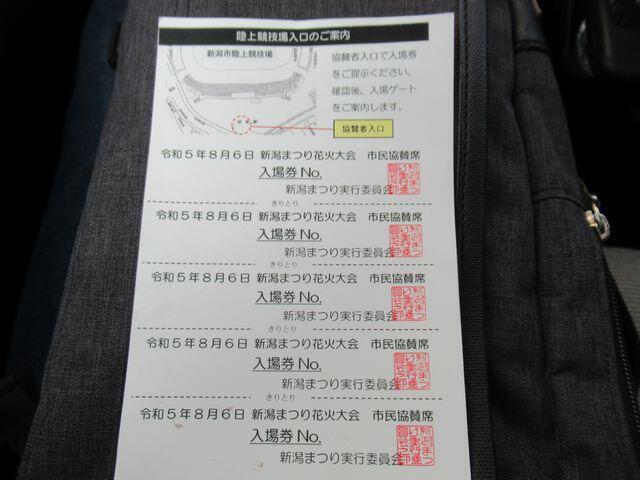 陸上競技場入口のご案内
新潟市陸上競技場
協賛者入口で入場券
をご提示ください。
確認後、入場ゲート
をご案内します。
協賛者入口
令和5年8月6日 新潟まつり花火大会 市民協賛席
入場券No.
新潟まつり実行委員会
きりとり
令和5年8月6日 新潟まつり花火大会 市民協賛席
入場券No.
新潟まつり実行委員会
きりとり
令和5年8月6日 新潟まつり花火大会 市民協賛席
入場券No.
新潟まつり実行委員会
きりとり
令和5年8月6日 新潟まつり花火大会 市民協賛席
入場券No.
新潟まつり実行委員会
きりとり
令和5年8月6日 新潟まつり花火大会 市民協賛席
入場券No.
新潟まつり実行委員会